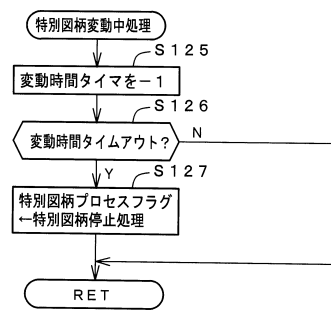 特別図柄変動中処理
S125
変動時間タイマを－1
S126
変動時間タイムアウト？
N
Y
S127
特別図柄プロセスフラグ
←特別図柄停止処理
RET